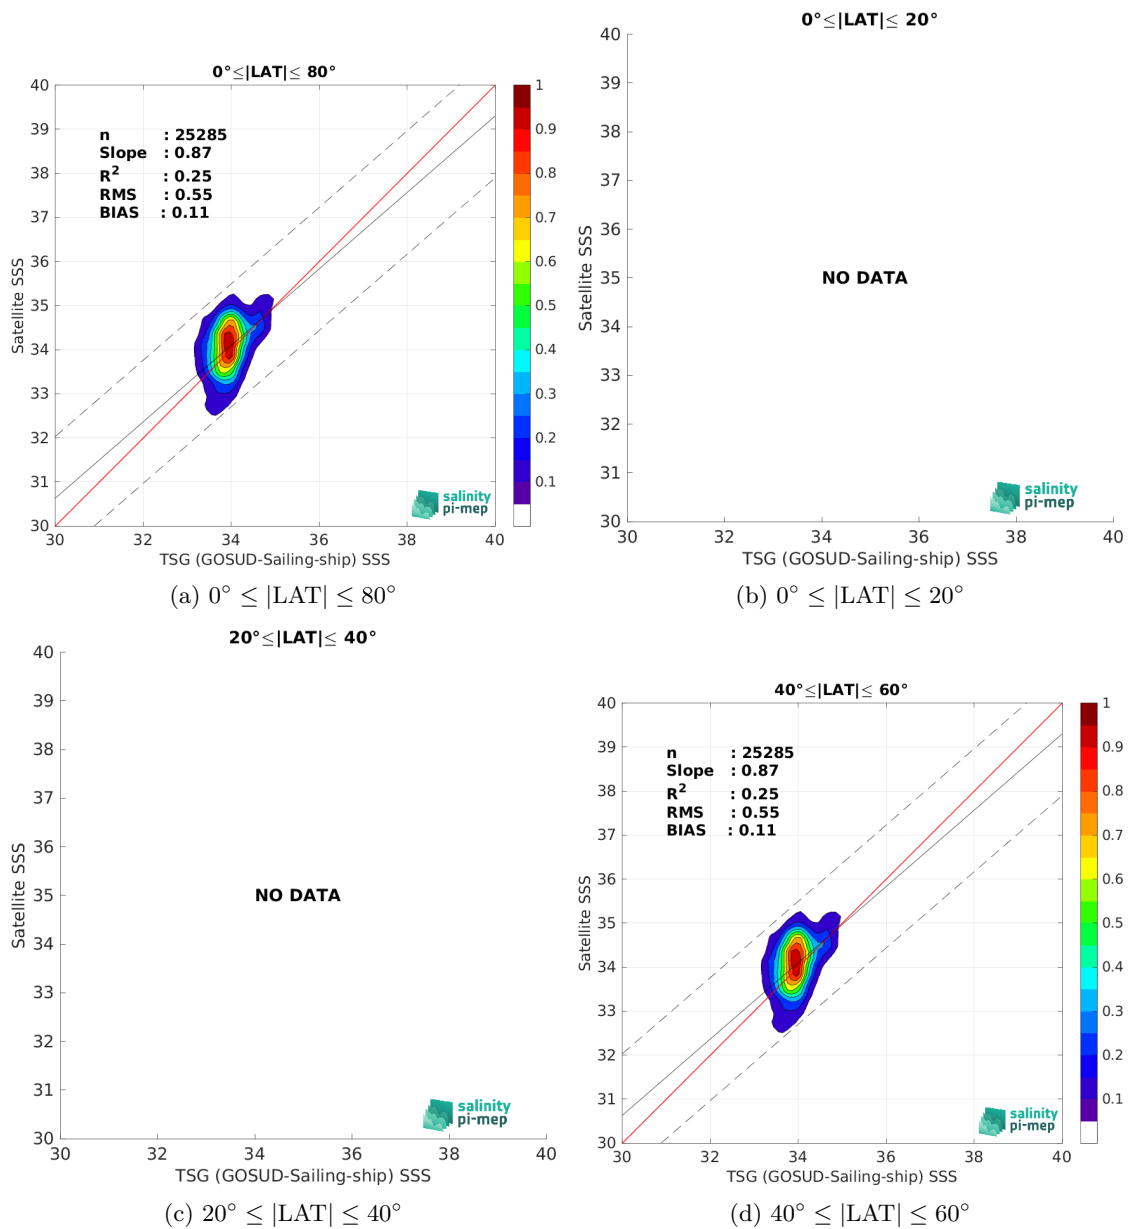 0°≤|LAT|≤ 80°
40
39
38
37
36
35
34
33
32
31
30
Satellite SSS
n : 25285
Slope : 0.87
R2 : 0.25
RMS : 0.55
BIAS : 0.11
1
0.9
0.8
0.7
0.6
0.5
0.4
0.3
0.2
0.1
salinity
pi-mep
30 32 34 36 38 40
TSG (GOSUD-Sailing-ship) SSS
(a) 0° ≤ |LAT| ≤ 80°
0°≤|LAT|≤ 20°
40
39
38
37
36
35
34
33
32
31
30
Satellite SSS
NO DATA
salinity
pi-mep
30 32 34 36 38 40
TSG (GOSUD-Sailing-ship) SSS
(b) 0° ≤ |LAT| ≤ 20°
20°≤|LAT|≤ 40°
40
39
38
37
36
35
34
33
32
31
30
Satellite SSS
NO DATA
salinity
pi-mep
30 32 34 36 38 40
TSG (GOSUD-Sailing-ship) SSS
(c) 20° ≤ |LAT| ≤ 40°
40°≤|LAT|≤ 60°
40
39
38
37
36
35
34
33
32
31
30
Satellite SSS
n : 25285
Slope : 0.87
R2 : 0.25
RMS : 0.55
BIAS : 0.11
1
0.9
0.8
0.7
0.6
0.5
0.4
0.3
0.2
0.1
salinity
pi-mep
30 32 34 36 38 40
TSG (GOSUD-Sailing-ship) SSS
(d) 40° ≤ |LAT| ≤ 60°